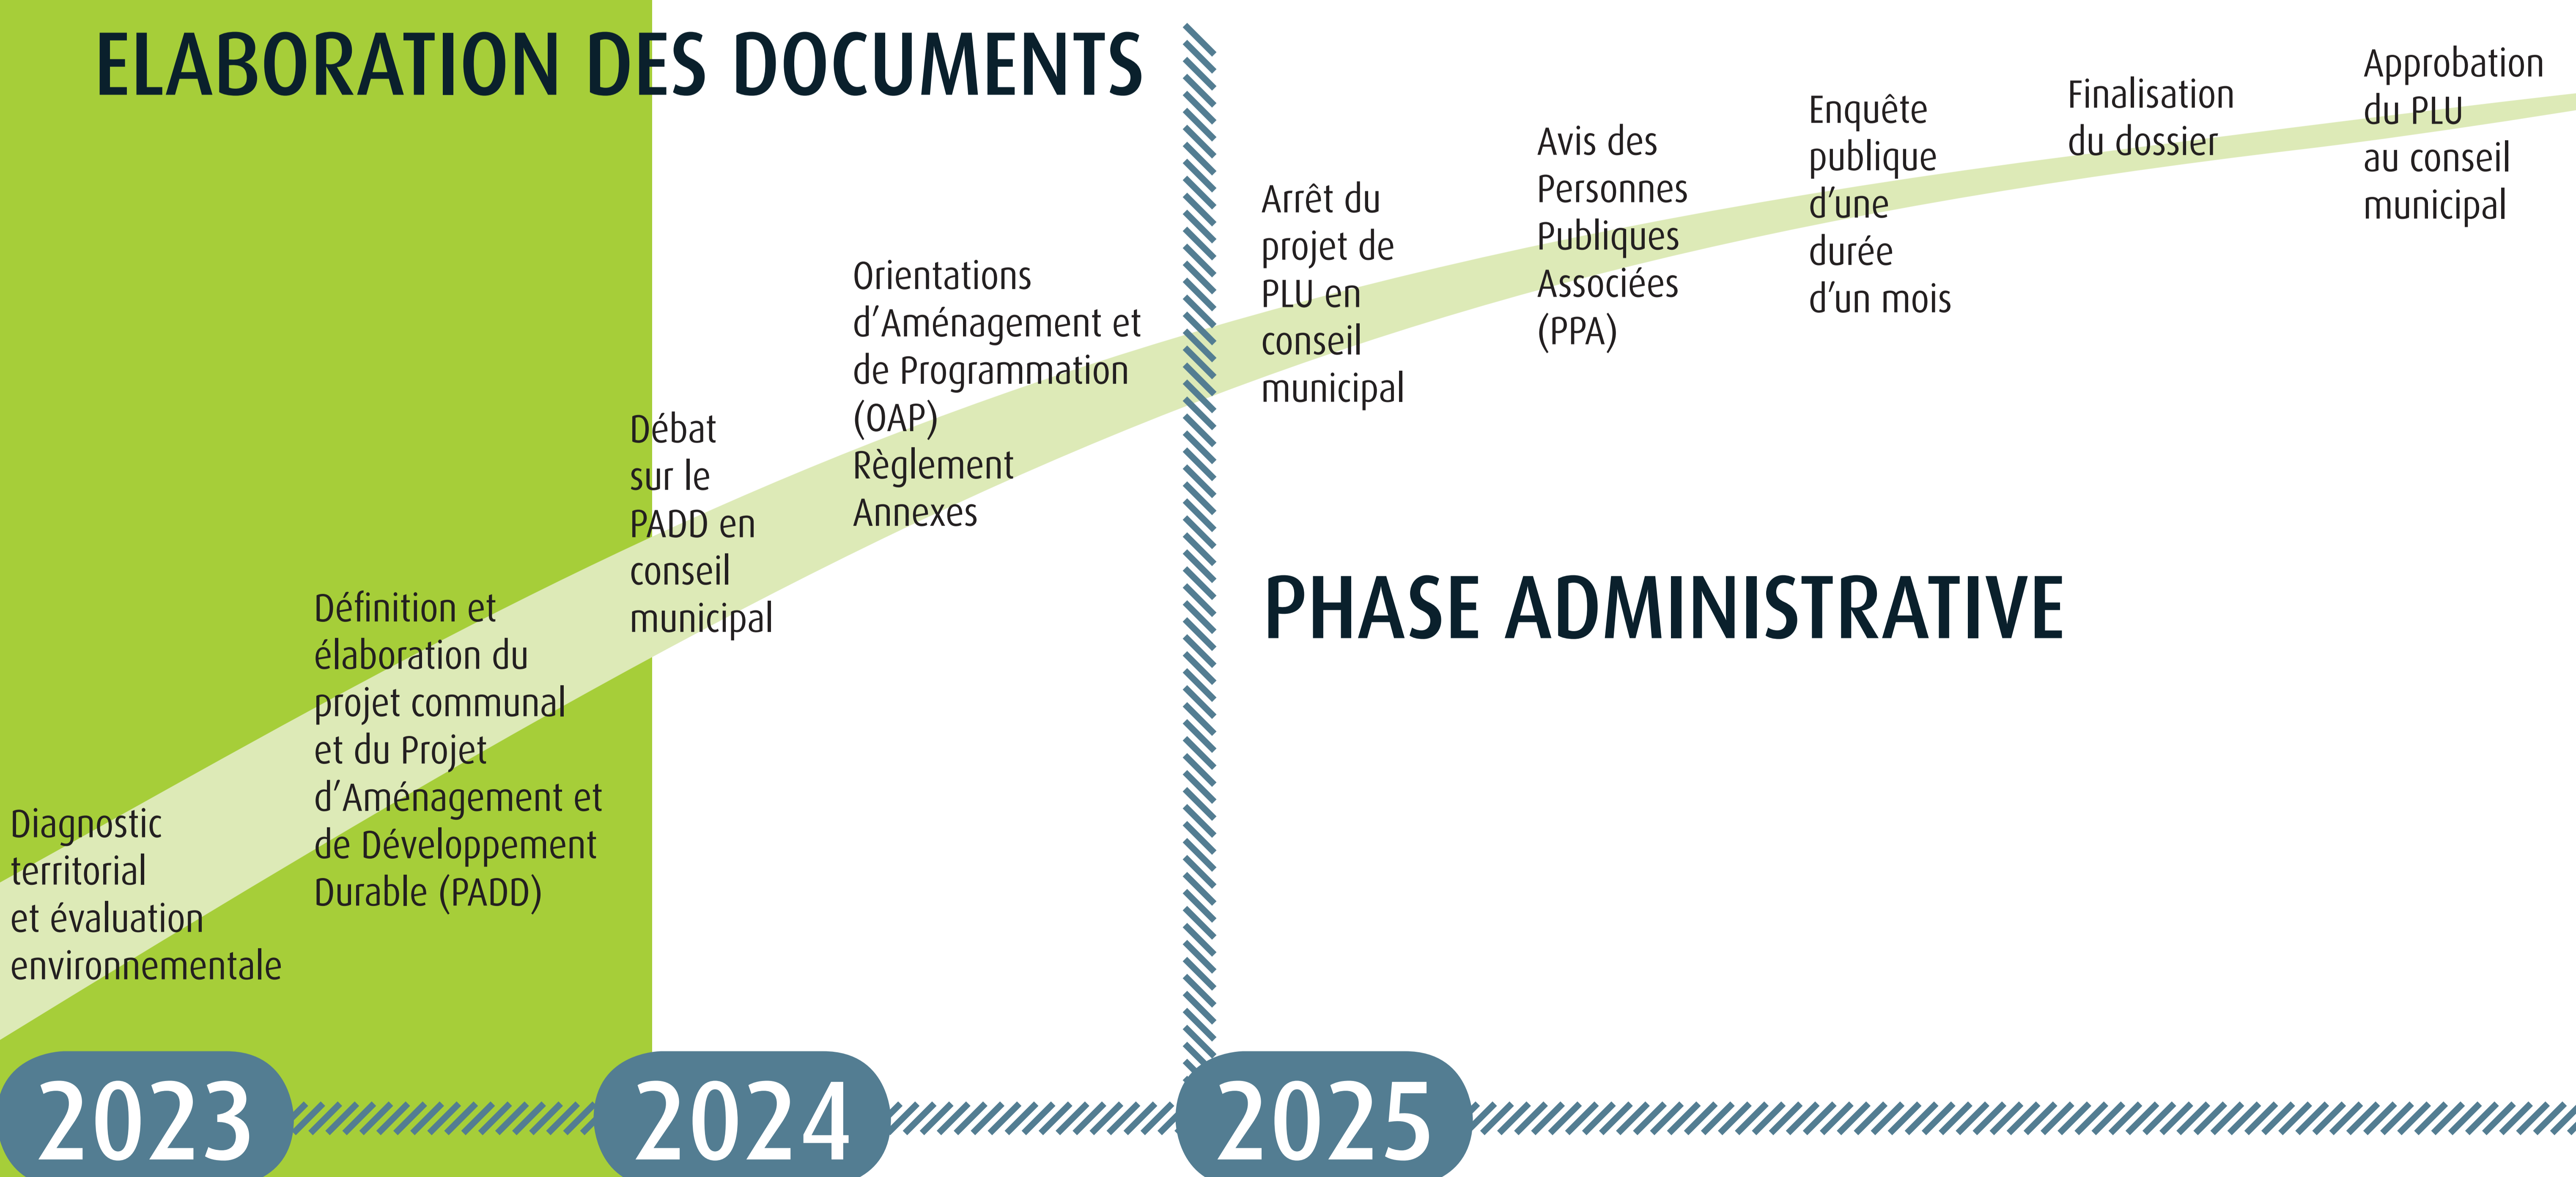 ELABORATION DES DOCUMENTS
Diagnostic
territorial
et évaluation
environnementale
Définition et
élaboration du
projet communal
et du Projet
d’Aménagement et
de Développement
Durable (PADD)
Débat
sur le
PADD en
conseil
municipal
Orientations
d’Aménagement et
de Programmation
(OAP)
Règlement
Annexes
Arrêt du
projet de
PLU en
conseil
municipal
Avis des
Personnes
Publiques
Associées
(PPA)
Enquête
publique
d’une
durée
d’un mois
Finalisation
du dossier
Approbation
du PLU
au conseil
municipal
PHASE ADMINISTRATIVE
2023
2024
2025